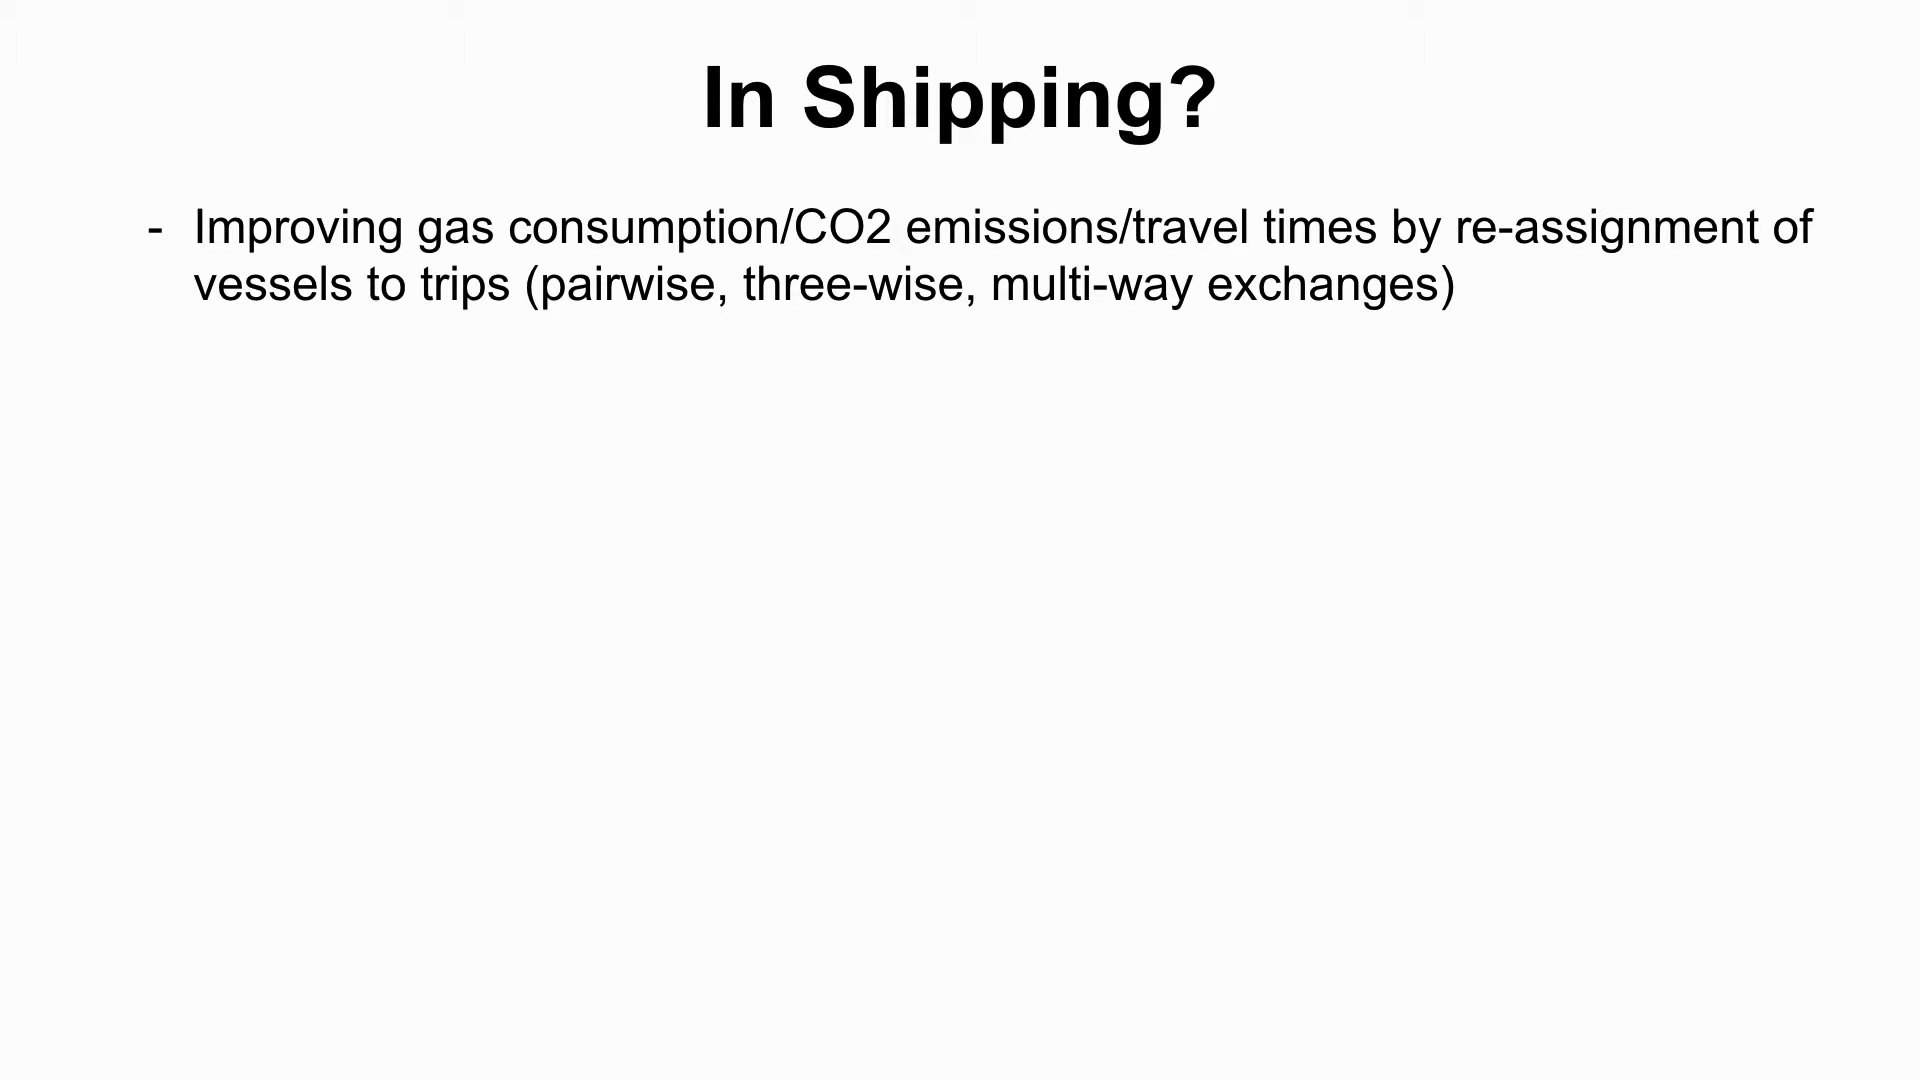 In Shipping?
- Improving gas consumption/CO2 emissions/travel times by re-assignment of
vessels to trips (pairwise, three-wise, multi-way exchanges)